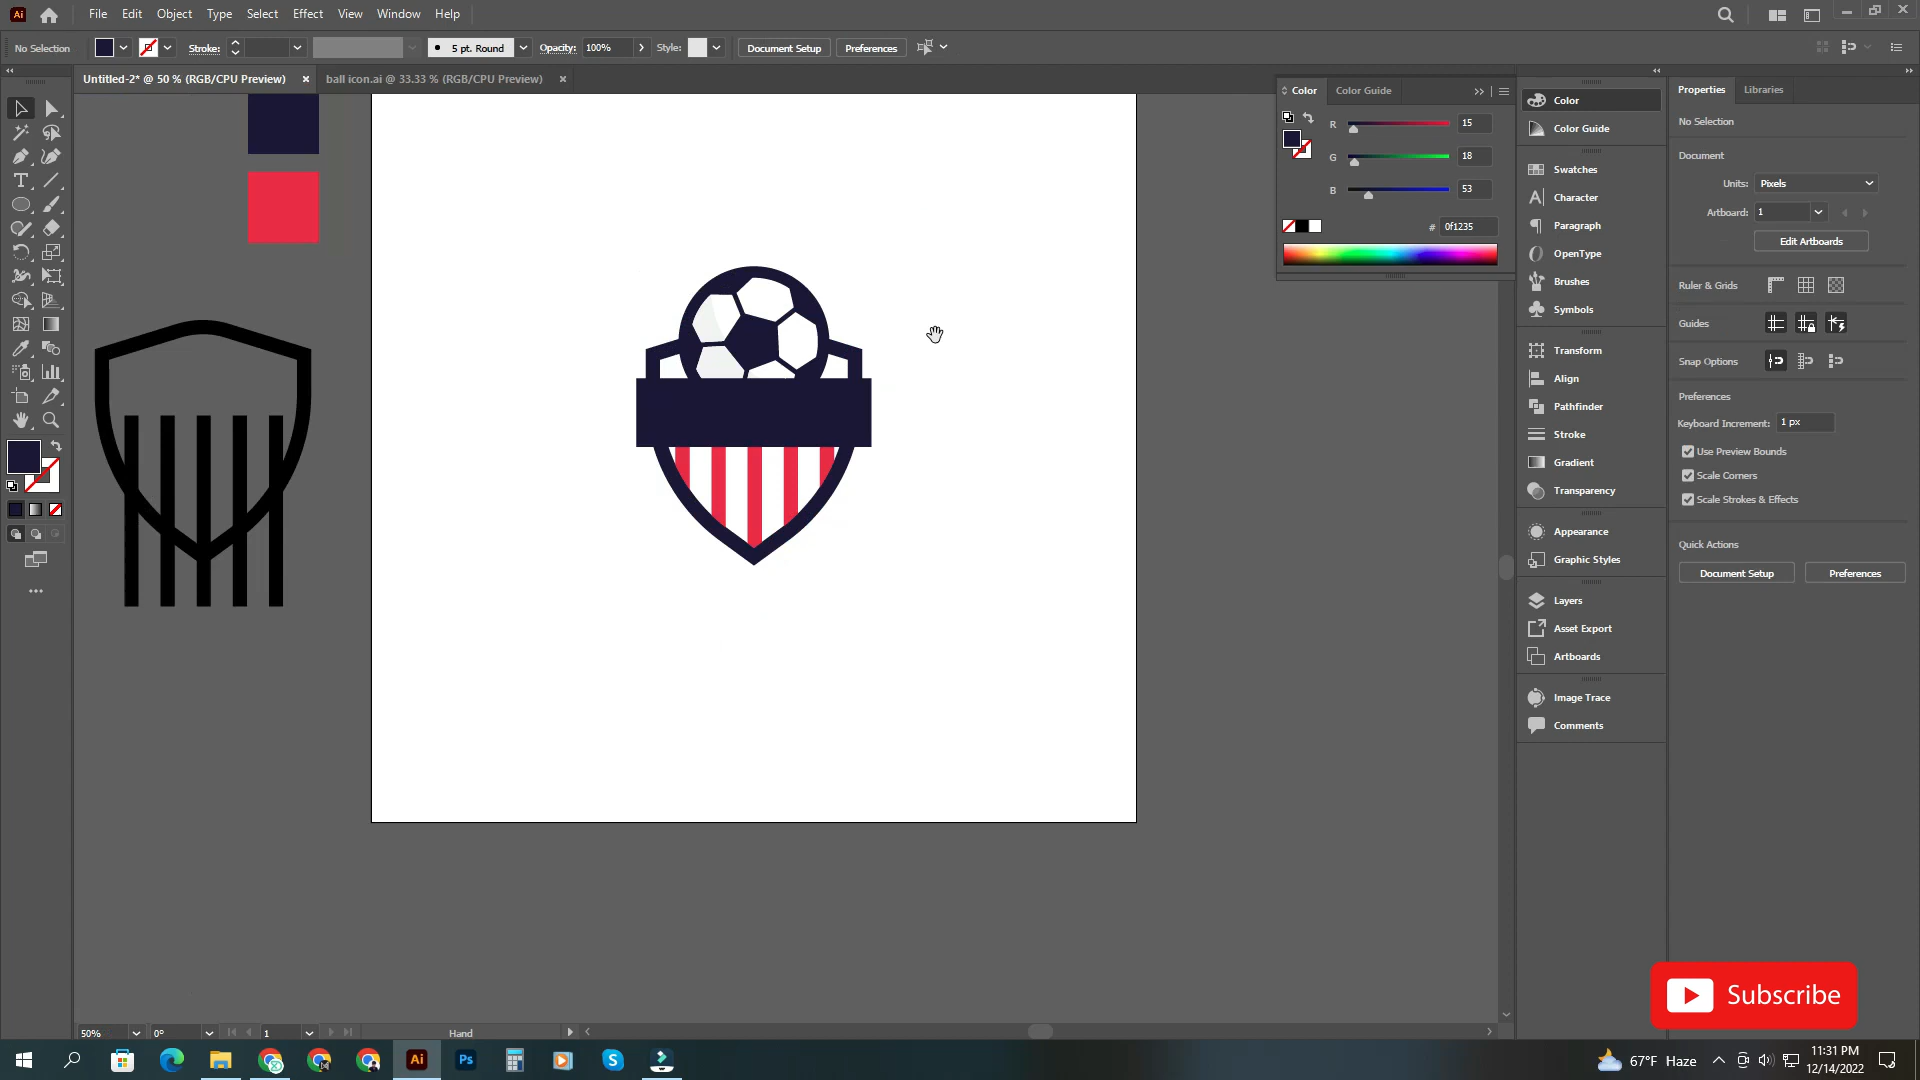 Ai File Edit Object Type Select Effect View Window Help
No Selection Stroke: 5 pt. Round Opacity: 100% Style: Document Setup Preferences
Untitled-2* @ 50 % (RGB/CPU Preview) × ball icon.ai @ 33.33 % (RGB/CPU Preview) ×
Color Color Guide
R 15
G 18
B 53
# 0f1235
Color
Color Guide
Swatches
Character
Paragraph
OpenType
Brushes
Symbols
Transform
Align
Pathfinder
Stroke
Gradient
Transparency
Appearance
Graphic Styles
Layers
Asset Export
Artboards
Image Trace
Comments
Properties Libraries
No Selection
Document
Units: Pixels
Artboard: 1
Edit Artboards
Ruler & Grids
Guides
Snap Options
Preferences
Keyboard Increment: 1 px
Use Preview Bounds
Scale Corners
Scale Strokes & Effects
Quick Actions
Document Setup Preferences
Subscribe
50% 0° 1 Hand
Ai Ps 67°F Haze 11:31 PM
12/14/2022